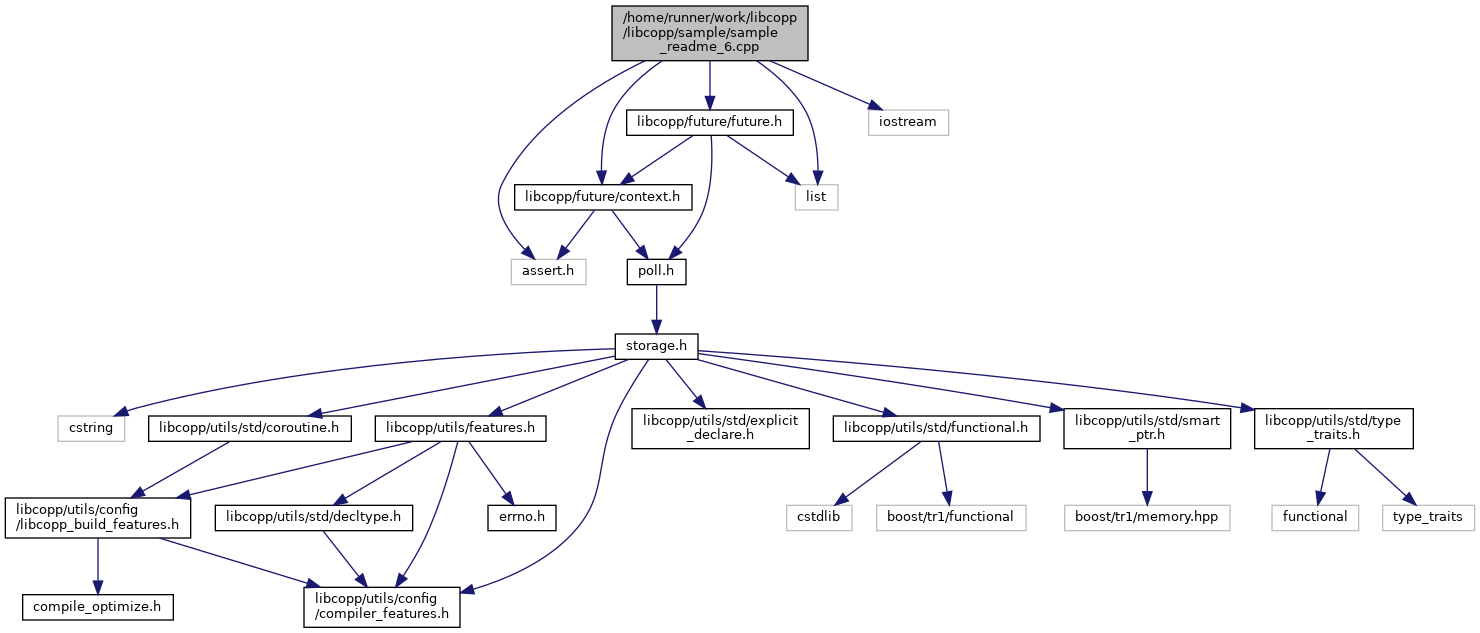 /home/runner/work/libcopp
/libcopp/sample/sample
_readme_6.cpp
libcopp/future/future.h
iostream
libcopp/future/context.h
list
assert.h
poll.h
storage.h
cstring
libcopp/utils/std/coroutine.h
libcopp/utils/features.h
libcopp/utils/std/explicit
_declare.h
libcopp/utils/std/functional.h
libcopp/utils/std/smart
_ptr.h
libcopp/utils/std/type
_traits.h
libcopp/utils/config
/libcopp_build_features.h
libcopp/utils/std/decltype.h
errno.h
cstdlib
boost/tr1/functional
boost/tr1/memory.hpp
functional
type_traits
compile_optimize.h
libcopp/utils/config
/compiler_features.h